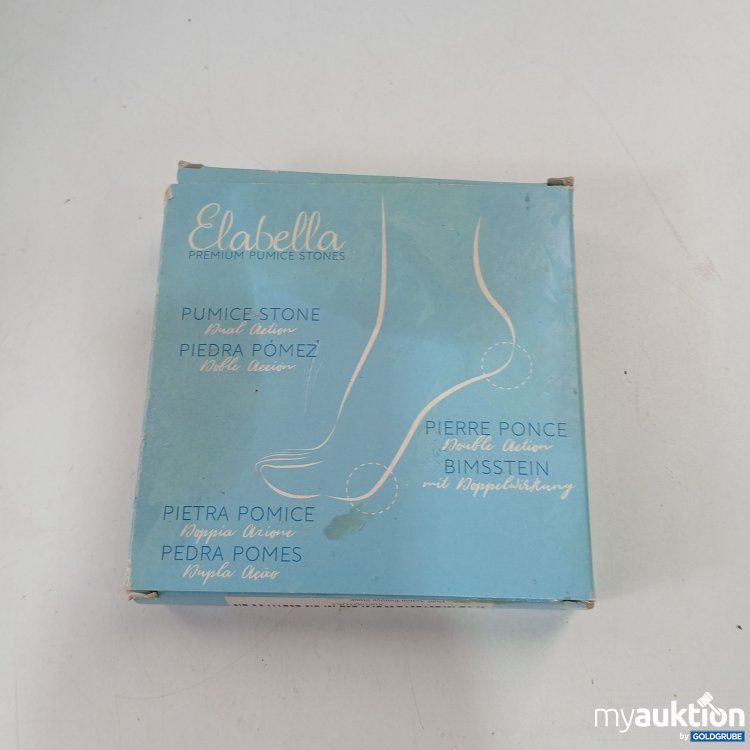 Elabella
PREMIUM PUMICE STONES
PUMICE STONE
Dual Action
PIEDRA PÓMEZ
Doble Acción
PIERRE PONCE
Double Action
BIMSSTEIN
mit Doppelwirkung
PIETRA POMICE
Doppia Azione
PEDRA POMES
Dupla Ação
myauktion
by GOLDGRUBE